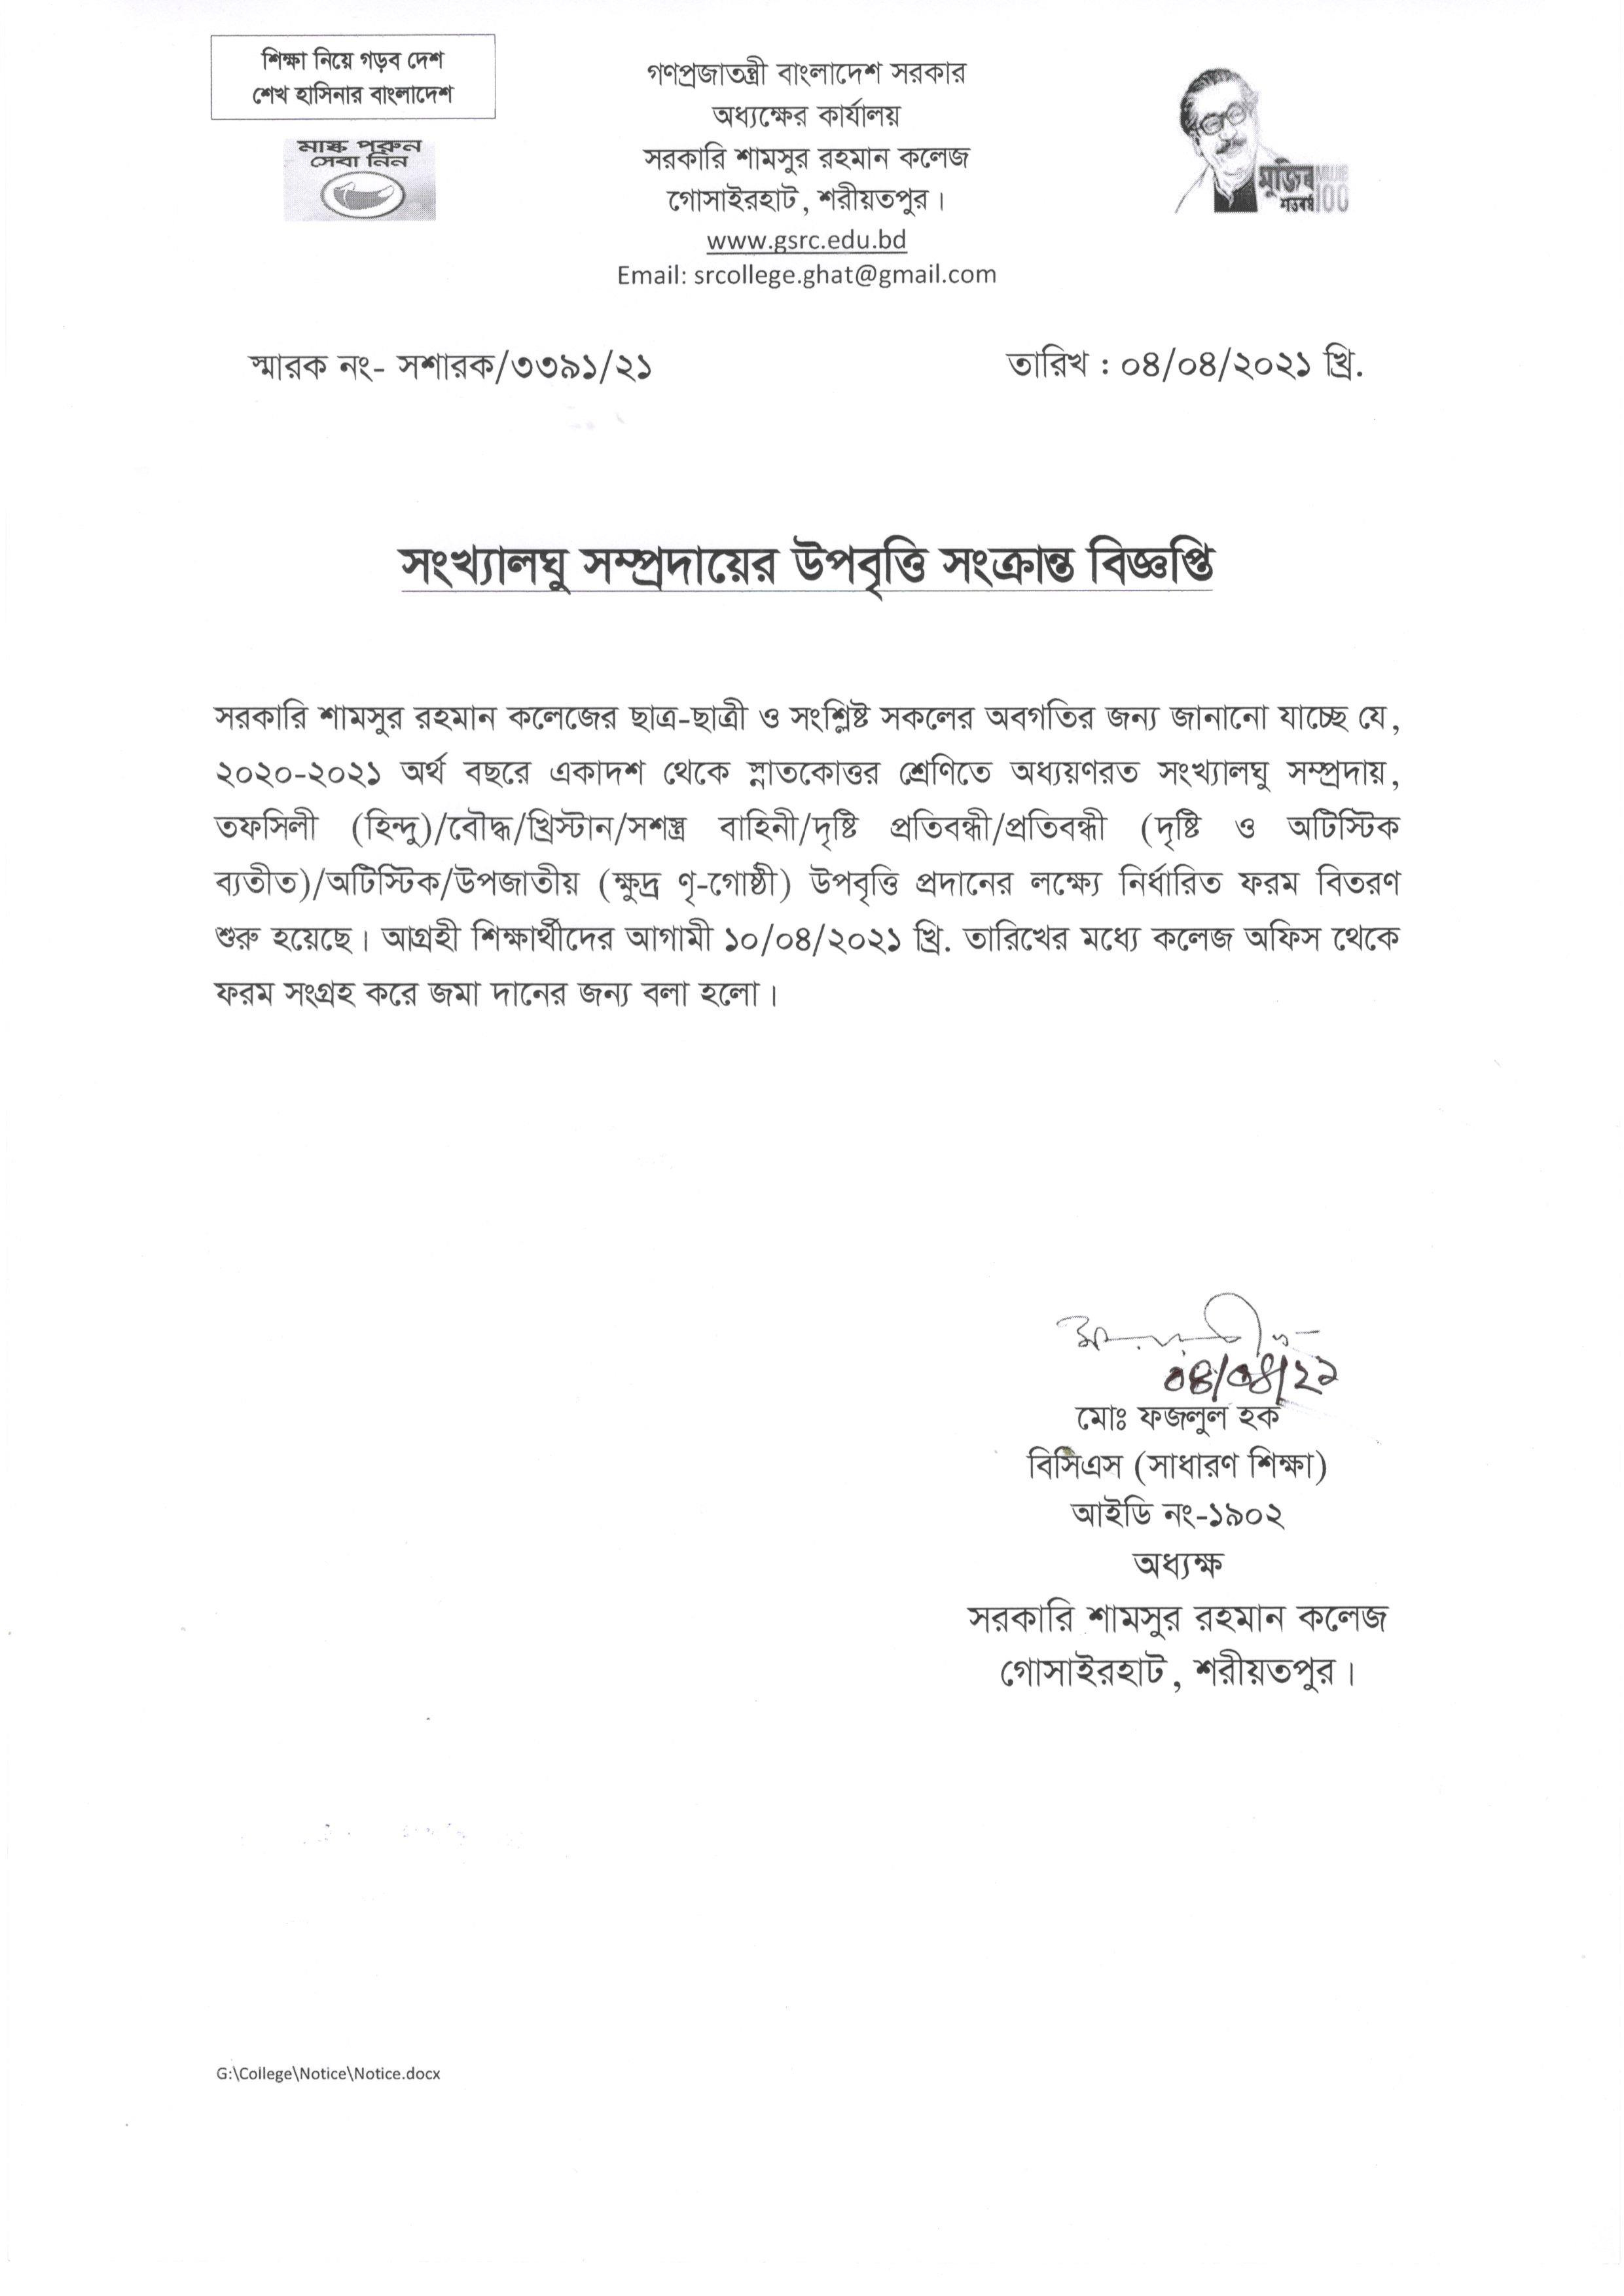 শিক্ষা নিয়ে গড়ব দেশ
শেখ হাসিনার বাংলাদেশ
মাস্ক পরুন
সেবা নিন
গণপ্রজাতন্ত্রী বাংলাদেশ সরকার
অধ্যক্ষের কার্যালয়
সরকারি শামসুর রহমান কলেজ
গোসাইরহাট, শরীয়তপুর।
www.gsrc.edu.bd
Email: srcollege.ghat@gmail.com
মুজিব MUJIB
শতবর্ষ 100
স্মারক নং- সশারক/৩৩৯১/২১
তারিখ : ০৪/০৪/২০২১ খ্রি.
সংখ্যালঘু সম্প্রদায়ের উপবৃত্তি সংক্রান্ত বিজ্ঞপ্তি
সরকারি শামসুর রহমান কলেজের ছাত্র-ছাত্রী ও সংশ্লিষ্ট সকলের অবগতির জন্য জানানো যাচ্ছে যে,
২০২০-২০২১ অর্থ বছরে একাদশ থেকে স্নাতকোত্তর শ্রেণিতে অধ্যয়ণরত সংখ্যালঘু সম্প্রদায়,
তফসিলী (হিন্দু)/বৌদ্ধ/খ্রিস্টান/সশস্ত্র বাহিনী/দৃষ্টি প্রতিবন্ধী/প্রতিবন্ধী (দৃষ্টি ও অটিস্টিক
ব্যতীত)/অটিস্টিক/উপজাতীয় (ক্ষুদ্র ণৃ-গোষ্ঠী) উপবৃত্তি প্রদানের লক্ষ্যে নির্ধারিত ফরম বিতরণ
শুরু হয়েছে। আগ্রহী শিক্ষার্থীদের আগামী ১০/০৪/২০২১ খ্রি. তারিখের মধ্যে কলেজ অফিস থেকে
ফরম সংগ্রহ করে জমা দানের জন্য বলা হলো।
০৪/০৪/২১
মোঃ ফজলুল হক
বিসিএস (সাধারণ শিক্ষা)
আইডি নং-১৯০২
অধ্যক্ষ
সরকারি শামসুর রহমান কলেজ
গোসাইরহাট, শরীয়তপুর।
G:\College\Notice\Notice.docx